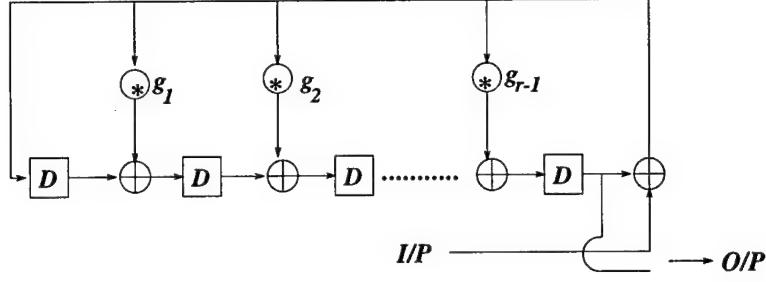 * g₁ * g₂ * gᵣ₋₁
D D D ........... D
I/P
O/P